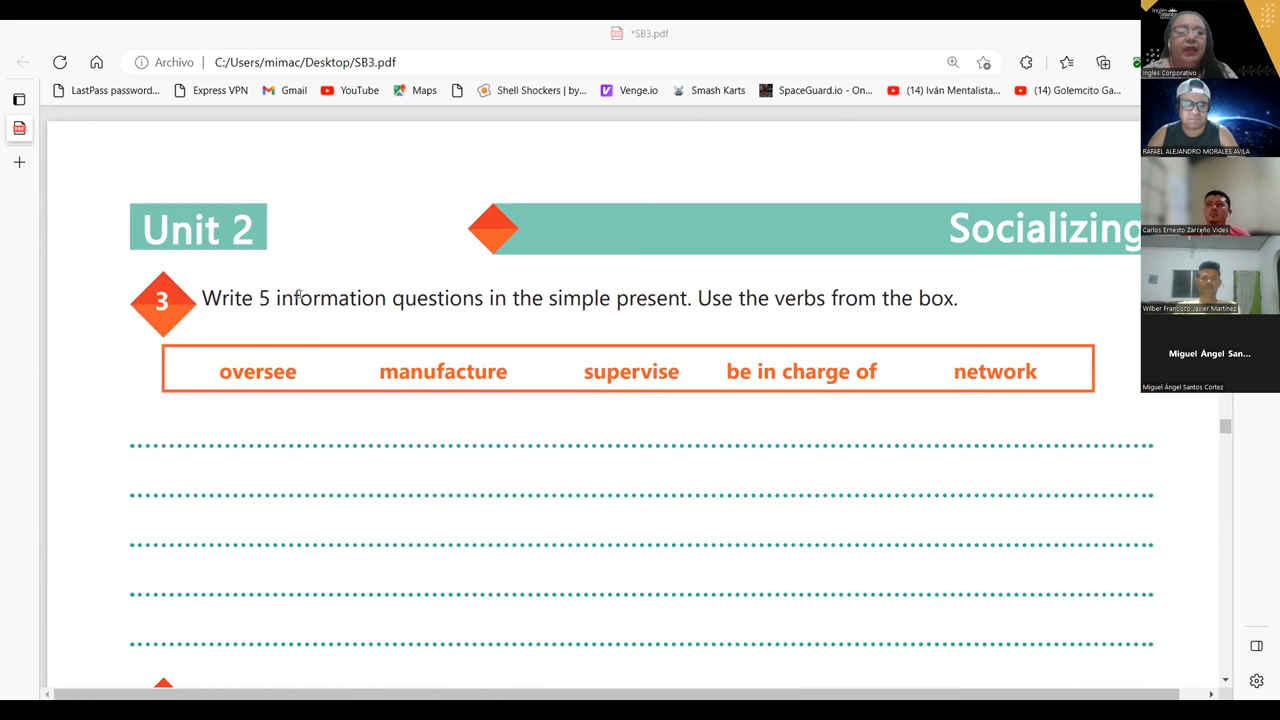 *SB3.pdf
Archivo C:/Users/mimac/Desktop/SB3.pdf
LastPass password... Express VPN Gmail YouTube Maps Shell Shockers | by... Venge.io Smash Karts SpaceGuard.io - On... (14) Iván Mentalista... (14) Golemcito Ga...
Unit 2 Socializing
3 Write 5 information questions in the simple present. Use the verbs from the box.
oversee manufacture supervise be in charge of network
Inglés
Inglés Corporativo
RAFAEL ALEJANDRO MORALES AVILA
Carlos Ernesto Zarceño Vides
Wilber Francisco Javier Martínez
Miguel Ángel San...
Miguel Ángel Santos Cortez